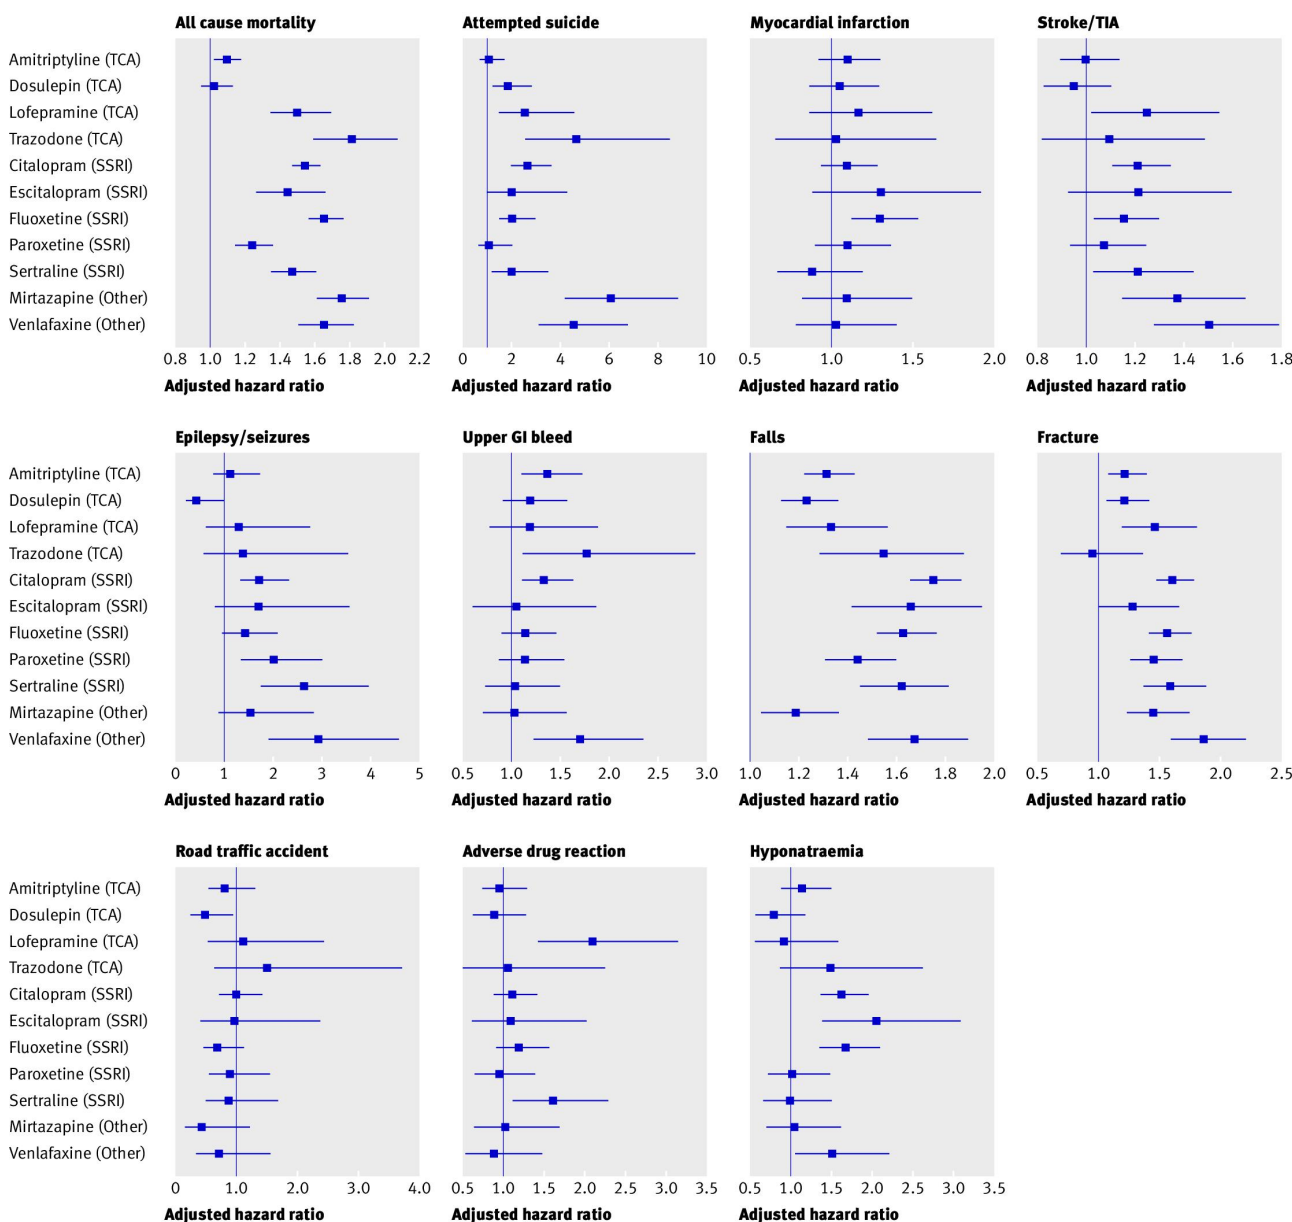 All cause mortality Attempted suicide Myocardial infarction Stroke/TIA
Amitriptyline (TCA)
Dosulepin (TCA)
Lofepramine (TCA)
Trazodone (TCA)
Citalopram (SSRI)
Escitalopram (SSRI)
Fluoxetine (SSRI)
Paroxetine (SSRI)
Sertraline (SSRI)
Mirtazapine (Other)
Venlafaxine (Other)
0.8 1.0 1.2 1.4 1.6 1.8 2.0 2.2 0 2 4 6 8 10 0.5 1.0 1.5 2.0 0.8 1.0 1.2 1.4 1.6 1.8
Adjusted hazard ratio Adjusted hazard ratio Adjusted hazard ratio Adjusted hazard ratio
Epilepsy/seizures Upper GI bleed Falls Fracture
Amitriptyline (TCA)
Dosulepin (TCA)
Lofepramine (TCA)
Trazodone (TCA)
Citalopram (SSRI)
Escitalopram (SSRI)
Fluoxetine (SSRI)
Paroxetine (SSRI)
Sertraline (SSRI)
Mirtazapine (Other)
Venlafaxine (Other)
0 1 2 3 4 5 0.5 1.0 1.5 2.0 2.5 3.0 1.0 1.2 1.4 1.6 1.8 2.0 0.5 1.0 1.5 2.0 2.5
Adjusted hazard ratio Adjusted hazard ratio Adjusted hazard ratio Adjusted hazard ratio
Road traffic accident Adverse drug reaction Hyponatraemia
Amitriptyline (TCA)
Dosulepin (TCA)
Lofepramine (TCA)
Trazodone (TCA)
Citalopram (SSRI)
Escitalopram (SSRI)
Fluoxetine (SSRI)
Paroxetine (SSRI)
Sertraline (SSRI)
Mirtazapine (Other)
Venlafaxine (Other)
0 1.0 2.0 3.0 4.0 0.5 1.0 1.5 2.0 2.5 3.0 3.5 0.5 1.0 1.5 2.0 2.5 3.0 3.5
Adjusted hazard ratio Adjusted hazard ratio Adjusted hazard ratio